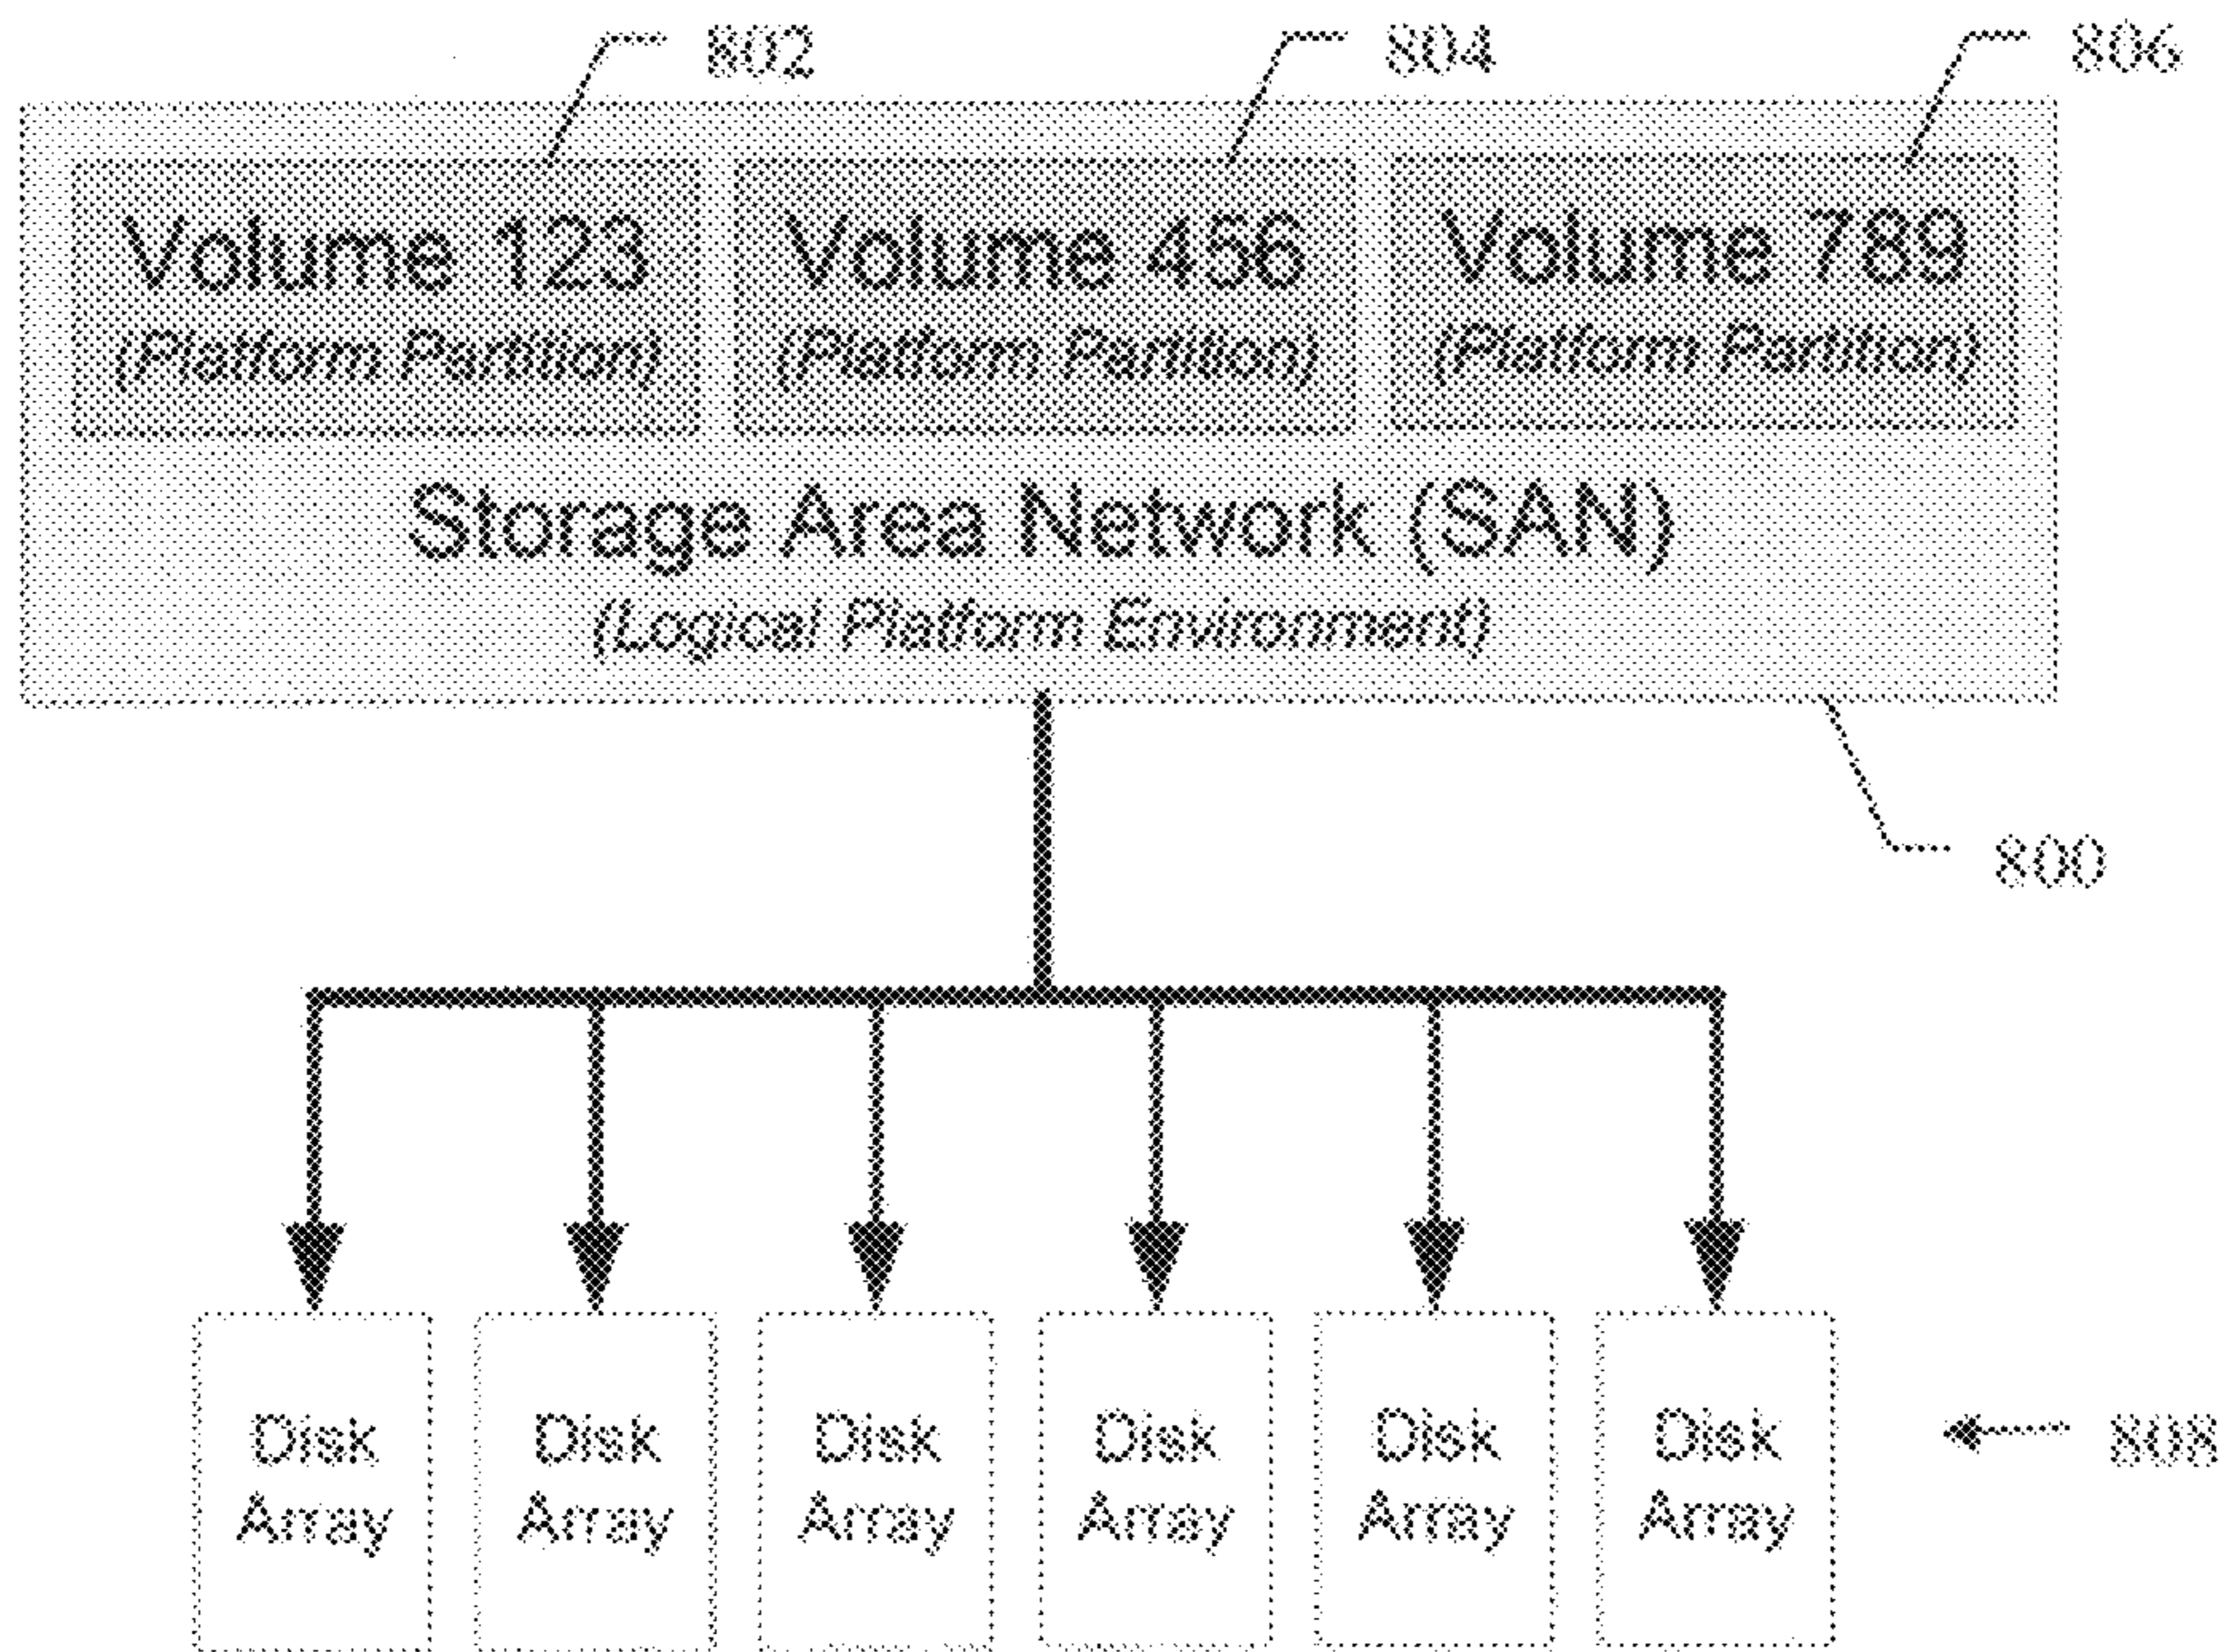 802 804 806
Volume 123 Volume 456 Volume 789
(Platform Partition) (Platform Partition) (Platform Partition)
Storage Area Network (SAN)
(Logical Platform Environment)
800
Disk Disk Disk Disk Disk Disk
808
Array Array Array Array Array Array